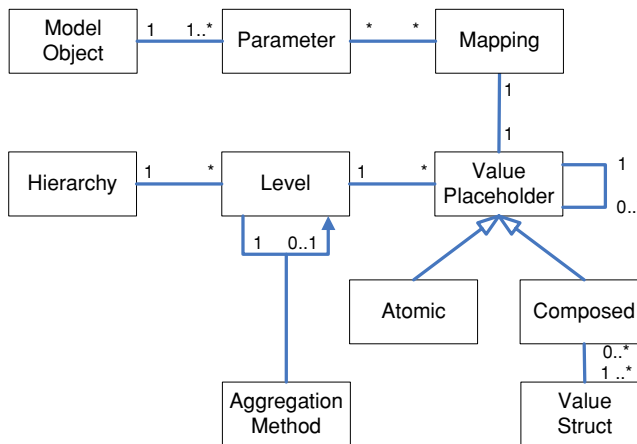 Model
Object
1
1..*
Parameter
*
*
Mapping
1
1
Hierarchy
1
*
Level
1
*
Value
Placeholder
1
0..
1
0..1
Atomic
Composed
0..*
1 ..*
Aggregation
Method
Value
Struct